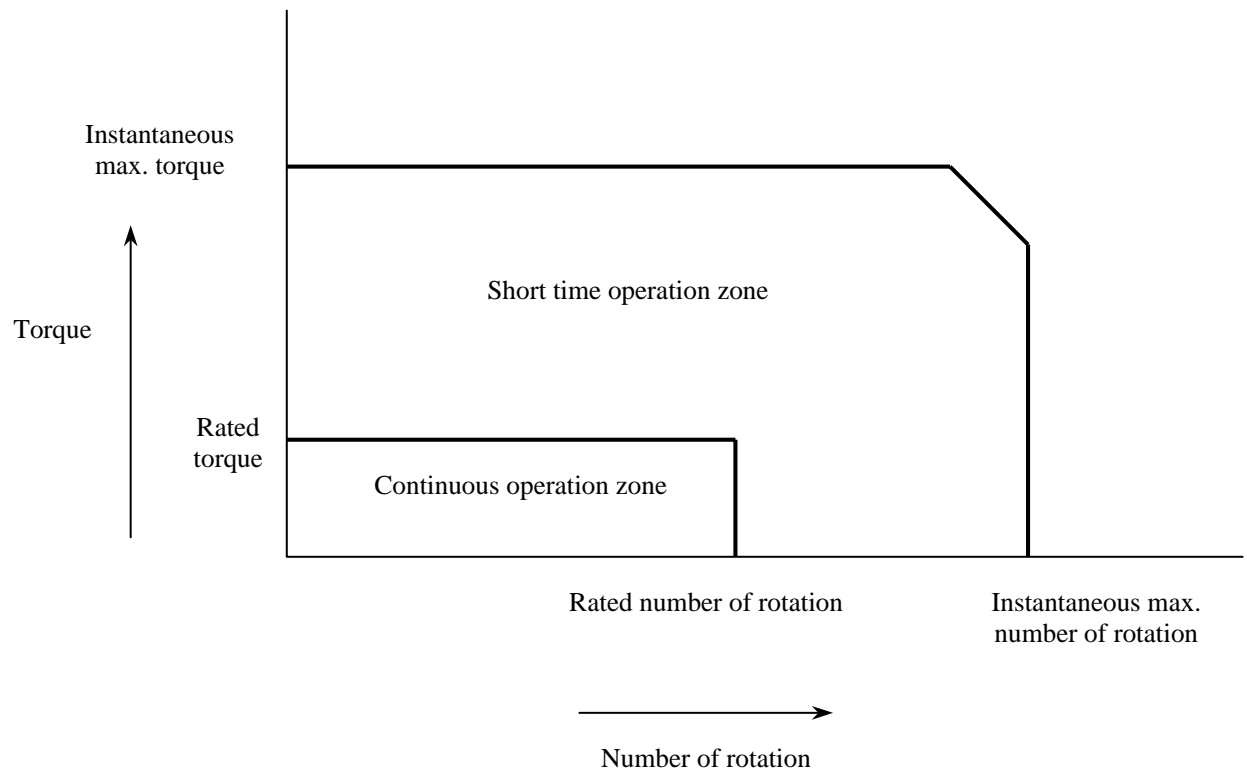 Instantaneous
max. torque
Short time operation zone
Torque
Rated
torque
Continuous operation zone
Rated number of rotation
Instantaneous max.
number of rotation
Number of rotation